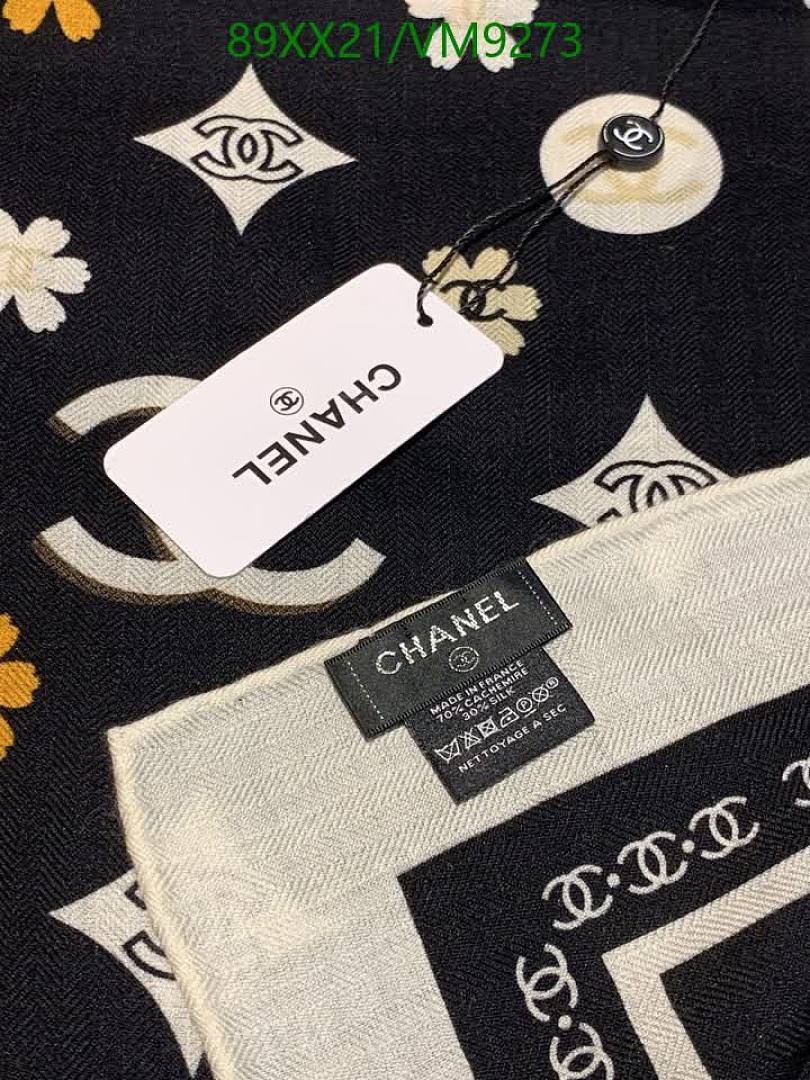 89XX21/VM9273
CHANEL
CHANEL
MADE IN FRANCE
70% CACHEMIRE
30% SILK
NETTOYAGE A SEC